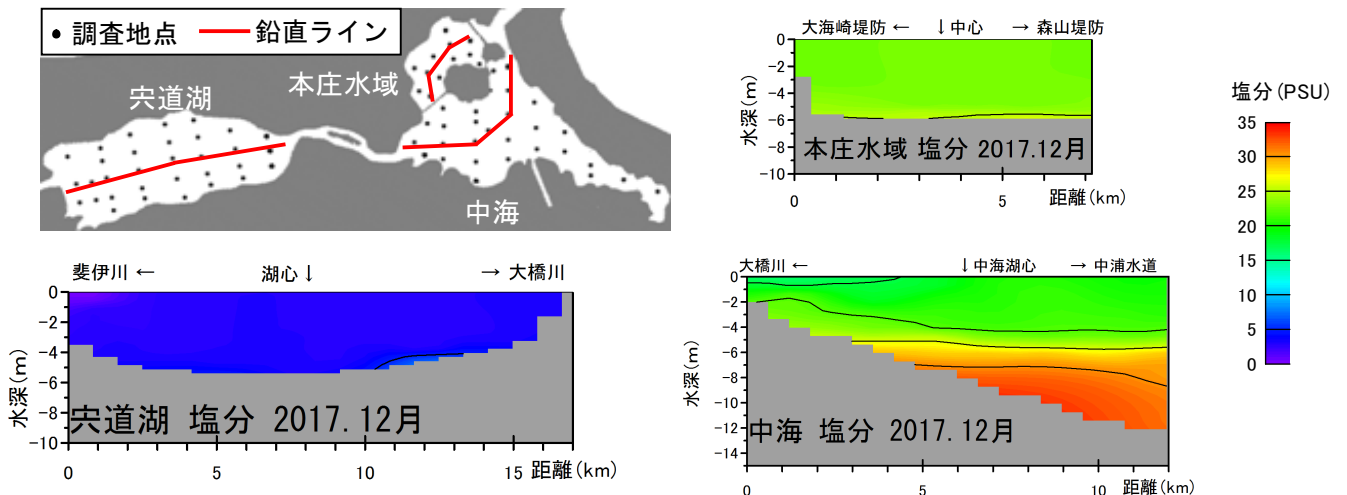 調査地点 鉛直ライン
宍道湖
本庄水域
中海
大海崎堤防 ← ↓中心 → 森山堤防
水深(m)
0
-2
-4
-6
-8
-10
本庄水域 塩分 2017.12月
0 5 距離(km)
塩分(PSU)
35
30
25
20
15
10
5
0
斐伊川 ← 湖心↓ → 大橋川
水深(m)
0
-2
-4
-6
-8
-10
宍道湖 塩分 2017.12月
0 5 10 15 距離(km)
大橋川 ← ↓中海湖心 → 中浦水道
水深(m)
0
-2
-4
-6
-8
-10
-12
-14
中海 塩分 2017.12月
0 5 10 距離(km)